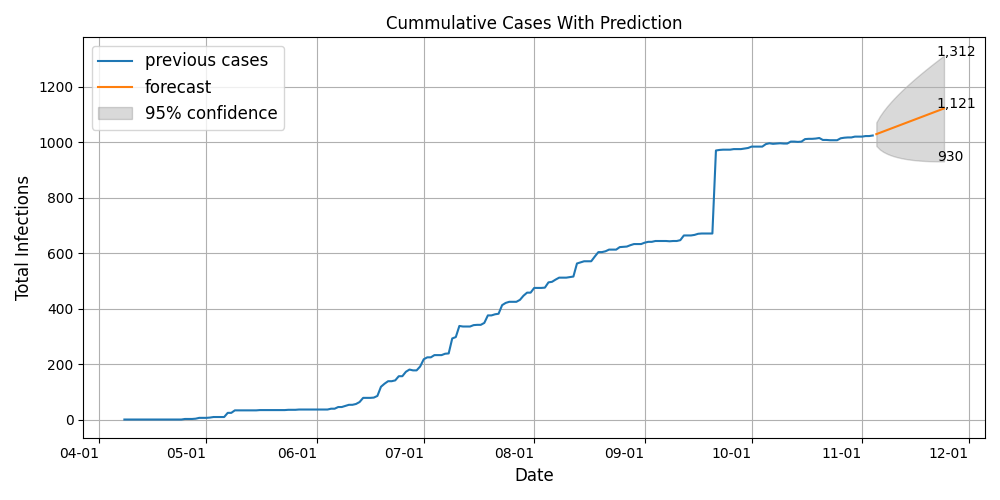 Cummulative Cases With Prediction
previous cases
forecast
95% confidence
1,312
1,121
930
Total Infections
1200
1000
800
600
400
200
0
04-01 05-01 06-01 07-01 08-01 09-01 10-01 11-01 12-01
Date